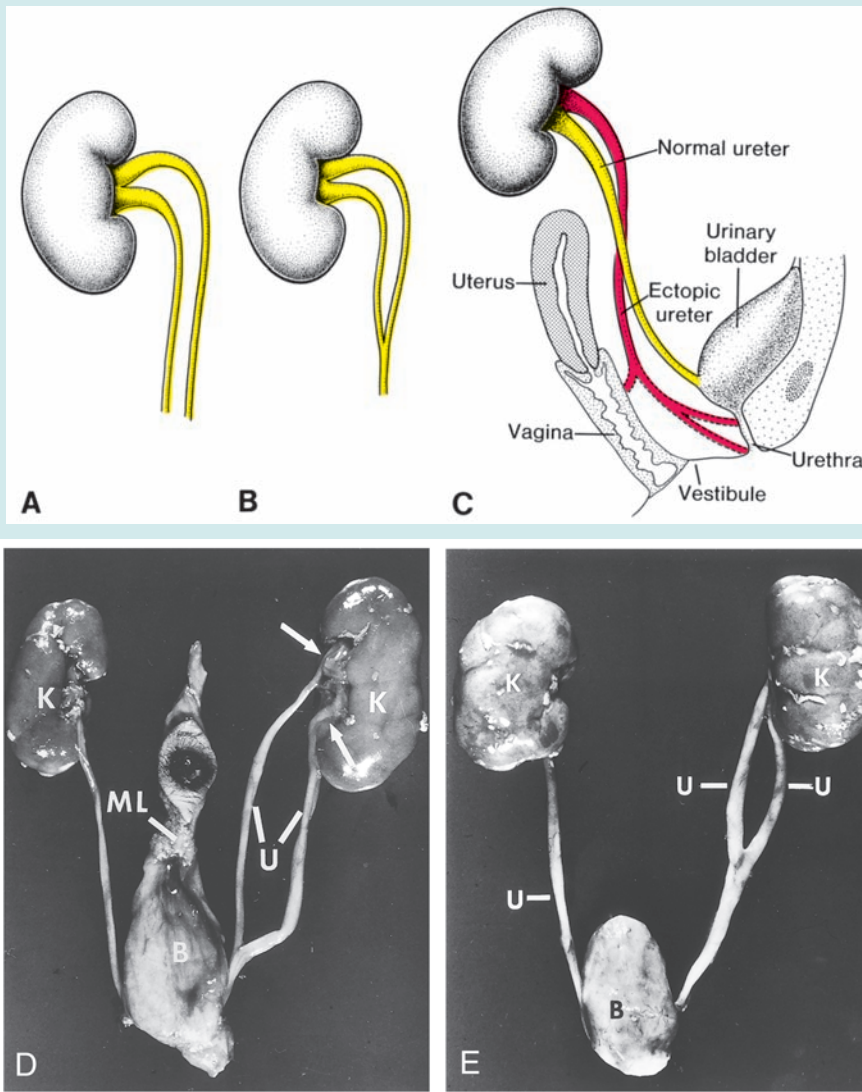 Normal ureter
Urinary
bladder
Uterus
Ectopic
ureter
Vagina
Urethra
Vestibule
A
B
C
K
K
ML
U
B
D
K
K
U
U
U
B
E